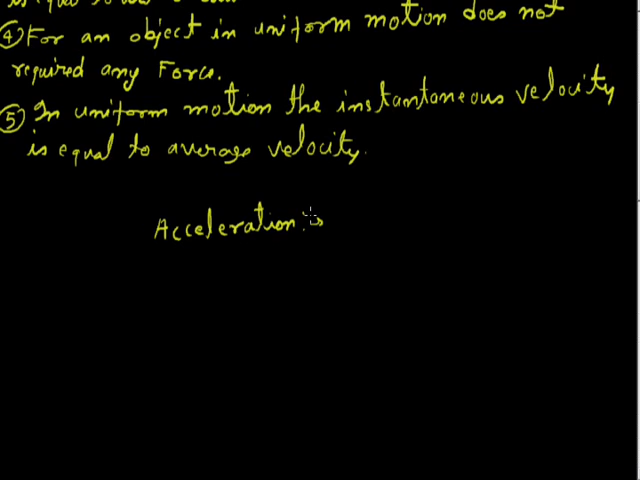 ④ For an object in uniform motion does not
required any Force.
⑤ In uniform motion the instantaneous velocity
is equal to average velocity.
Acceleration: